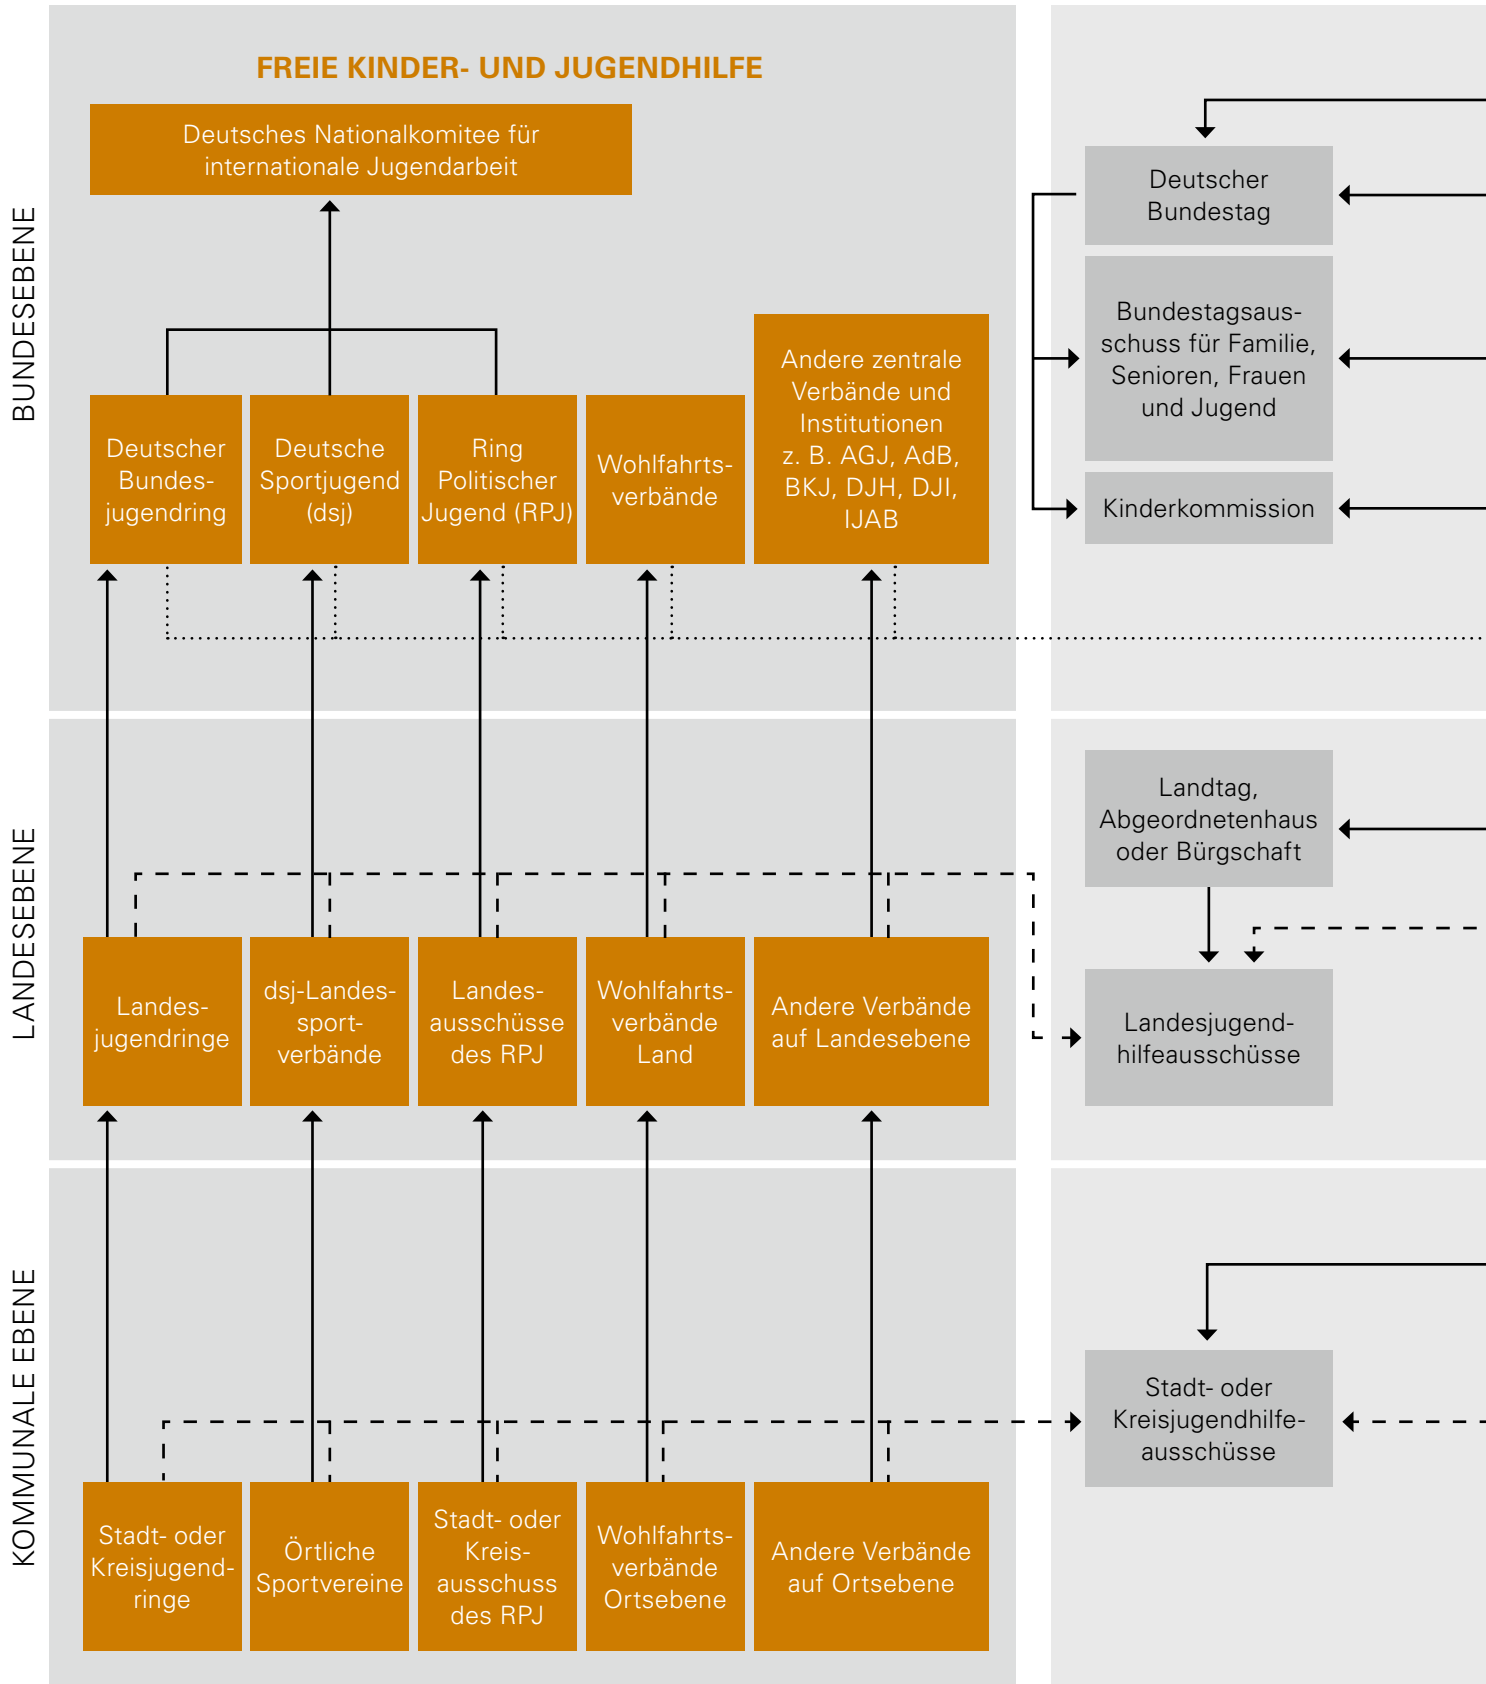 FREIE KINDER- UND JUGENDHILFE
BUNDESEBENE
Deutsches Nationalkomitee für
internationale Jugendarbeit
Deutscher
Bundes-
jugendring
Deutsche
Sportjugend
(dsj)
Ring
Politischer
Jugend (RPJ)
Wohlfahrts-
verbände
Andere zentrale
Verbände und
Institutionen
z. B. AGJ, AdB,
BKJ, DJH, DJI,
IJAB
Deutscher
Bundestag
Bundestagsaus-
schuss für Familie,
Senioren, Frauen
und Jugend
Kinderkommission
LANDESEBENE
Landes-
jugendringe
dsj-Landes-
sport-
verbände
Landes-
ausschüsse
des RPJ
Wohlfahrts-
verbände
Land
Andere Verbände
auf Landesebene
Landtag,
Abgeordnetenhaus
oder Bürgschaft
Landesjugend-
hilfeausschüsse
KOMMUNALE EBENE
Stadt- oder
Kreisjugend-
ringe
Örtliche
Sportvereine
Stadt- oder
Kreis-
ausschuss
des RPJ
Wohlfahrts-
verbände
Ortsebene
Andere Verbände
auf Ortsebene
Stadt- oder
Kreisjugendhilfe-
ausschüsse